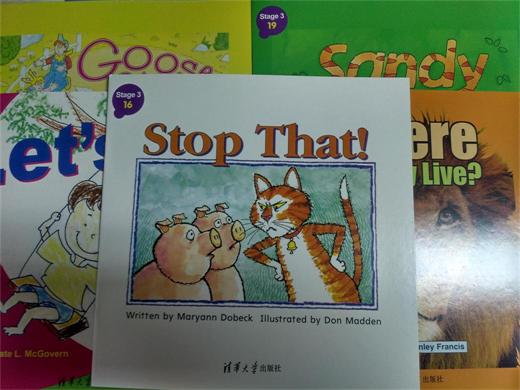 Goose
Stage 3
19
Sandy
Stage 3
16
Stop That!
Let's
ere
y Live?
Written by Maryann Dobeck Illustrated by Don Madden
ate L. McGovern
nley Francis
清华大学出版社
出版社